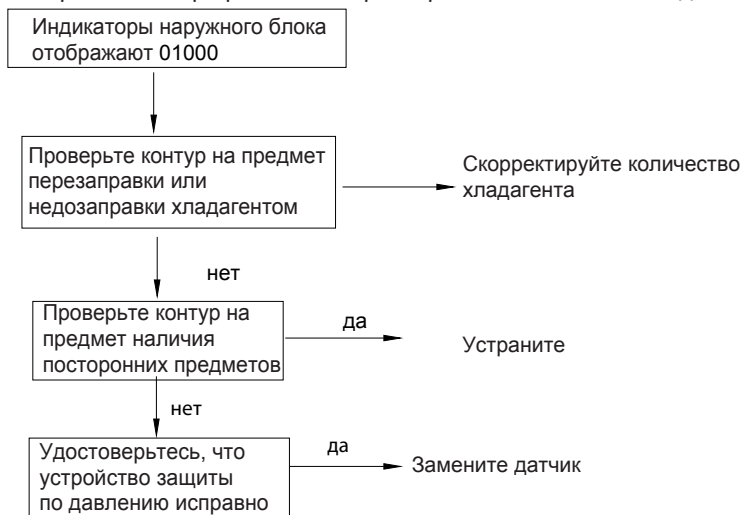 Индикаторы наружного блока
отображают 01000
Проверьте контур на предмет
перезаправки или
недозаправки хладагентом
Скорректируйте количество
хладагента
нет
Проверьте контур на
предмет наличия
посторонних предметов
да
Устраните
нет
Удостоверьтесь, что
устройство защиты
по давлению исправно
да
Замените датчик